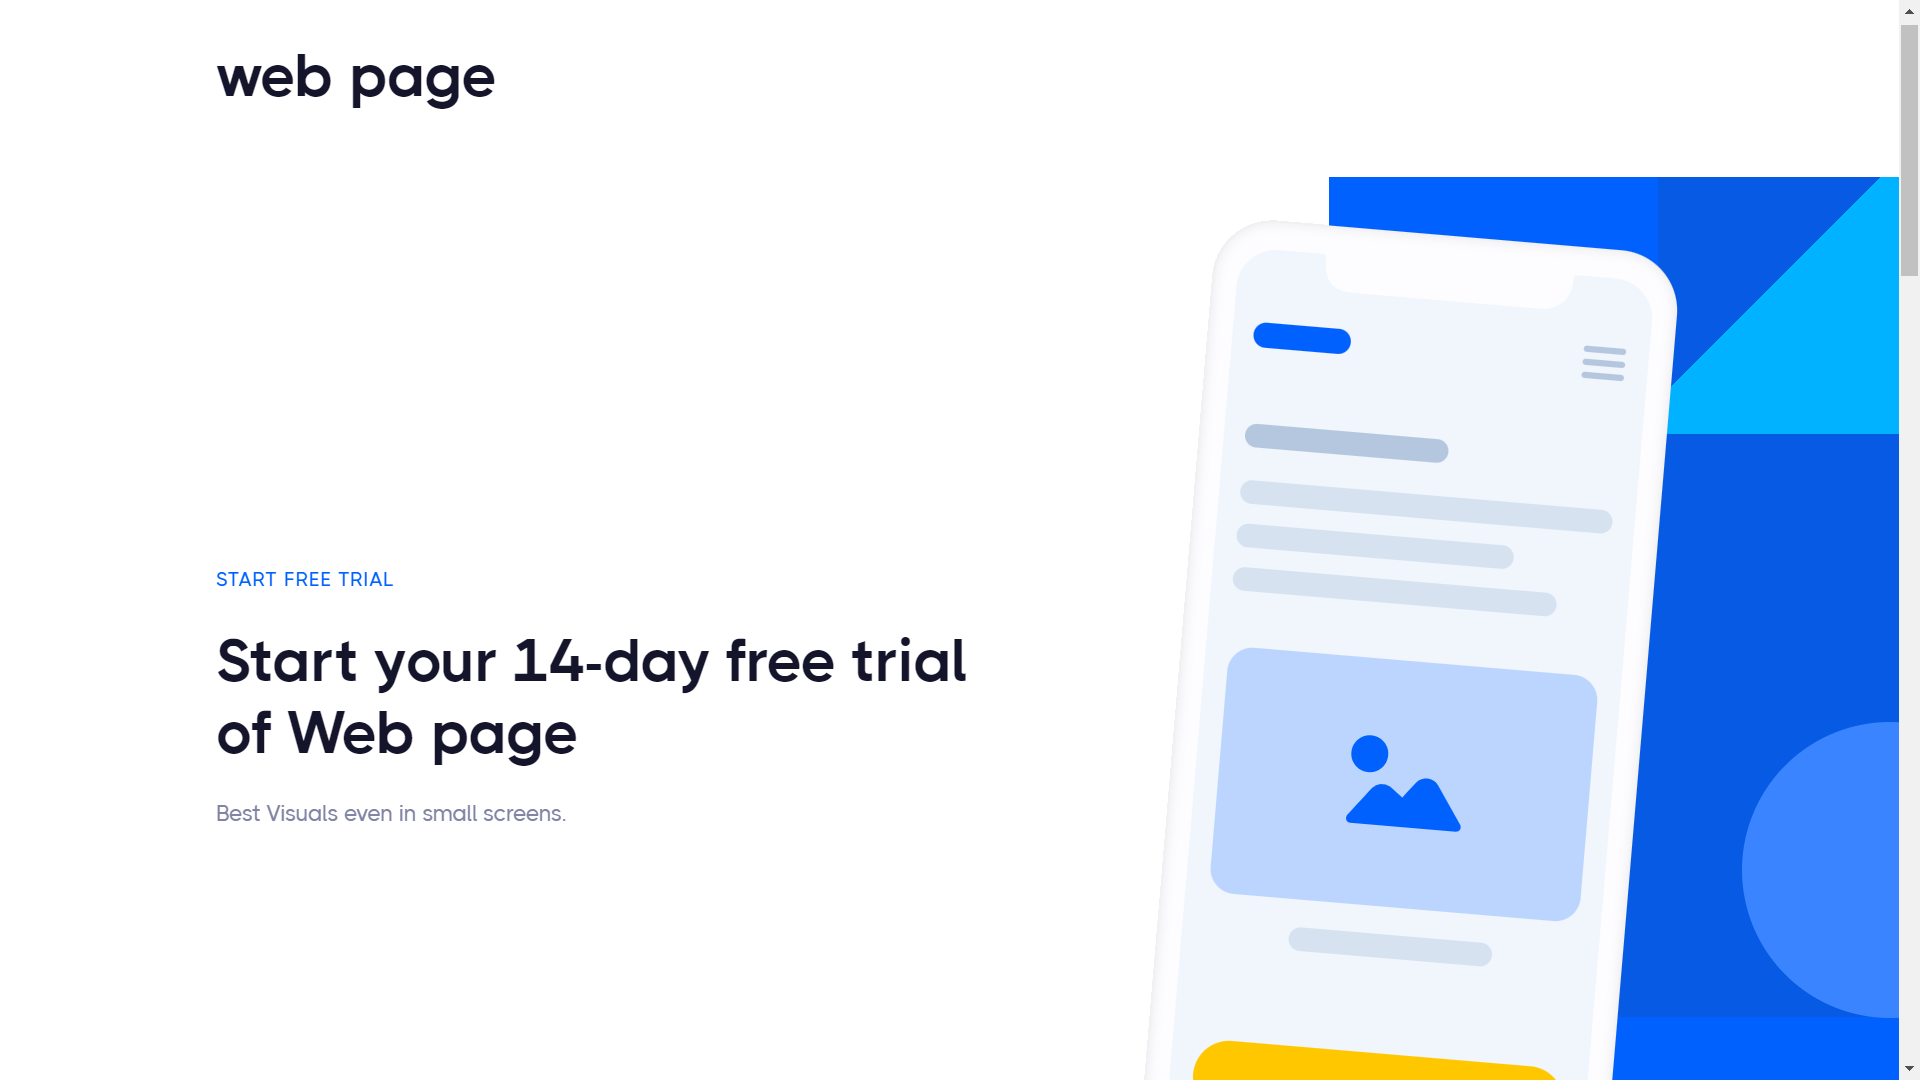 web page
START FREE TRIAL
Start your 14-day free trial
of Web page
Best Visuals even in small screens.